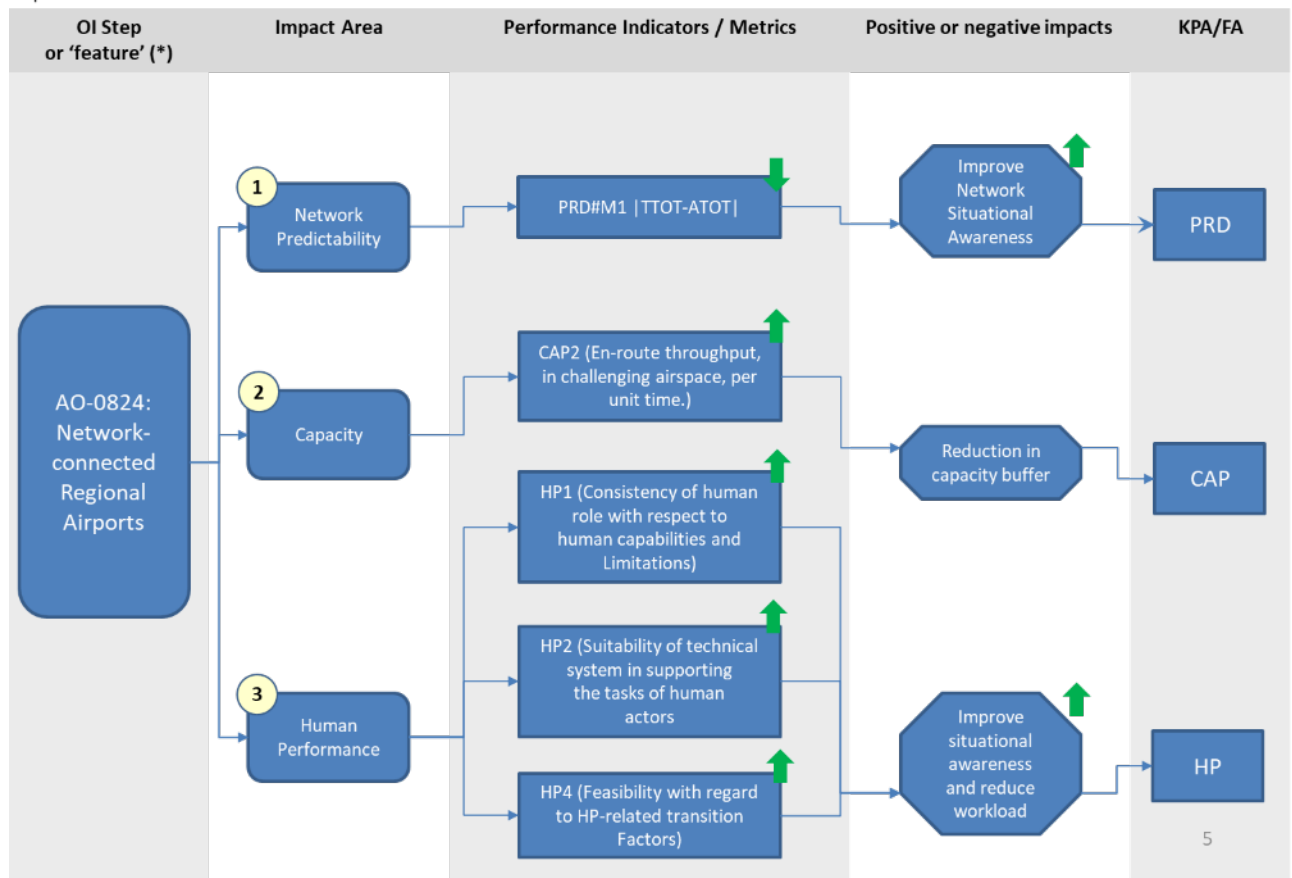 OI Step
or 'feature' (*)
Impact Area
Performance Indicators / Metrics
Positive or negative impacts
KPA/FA
AO-0824:
Network-
connected
Regional
Airports
1
Network
Predictability
PRD#M1 |TTOT-ATOT|
Improve
Network
Situational
Awareness
PRD
2
Capacity
CAP2 (En-route throughput,
in challenging airspace, per
unit time.)
Reduction in
capacity buffer
CAP
3
Human
Performance
HP1 (Consistency of human
role with respect to
human capabilities and
Limitations)
HP2 (Suitability of technical
system in supporting
the tasks of human
actors
HP4 (Feasibility with regard
to HP-related transition
Factors)
Improve
situational
awareness
and reduce
workload
HP
5